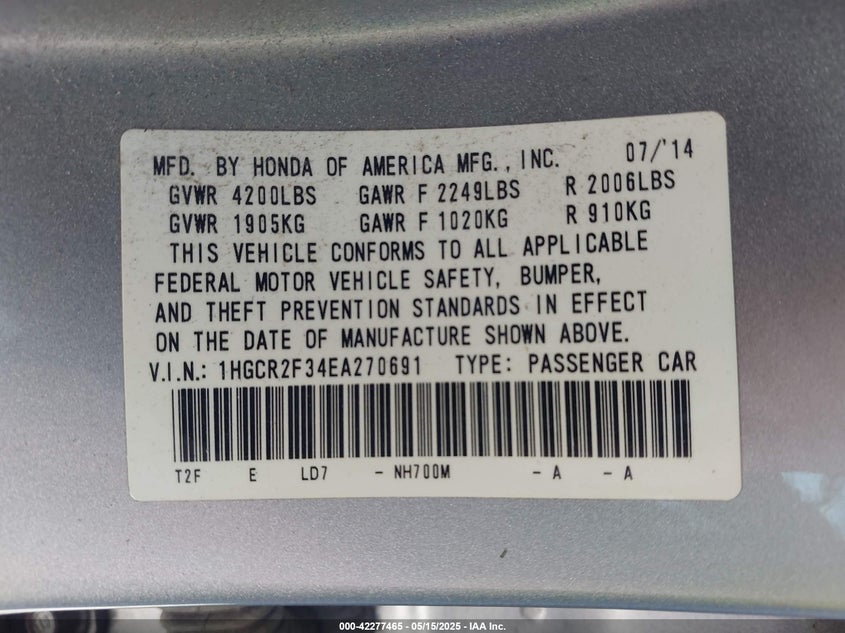 MFD. BY HONDA OF AMERICA MFG., INC. 07/'14
GVWR 4200LBS GAWR F 2249LBS R 2006LBS
GVWR 1905KG GAWR F 1020KG R 910KG
THIS VEHICLE CONFORMS TO ALL APPLICABLE
FEDERAL MOTOR VEHICLE SAFETY, BUMPER,
AND THEFT PREVENTION STANDARDS IN EFFECT
ON THE DATE OF MANUFACTURE SHOWN ABOVE.
V.I.N.: 1HGCR2F34EA270691 TYPE: PASSENGER CAR
T2F E LD7 - NH700M - A - A
000-42277465 - 05/15/2025 - IAA Inc.